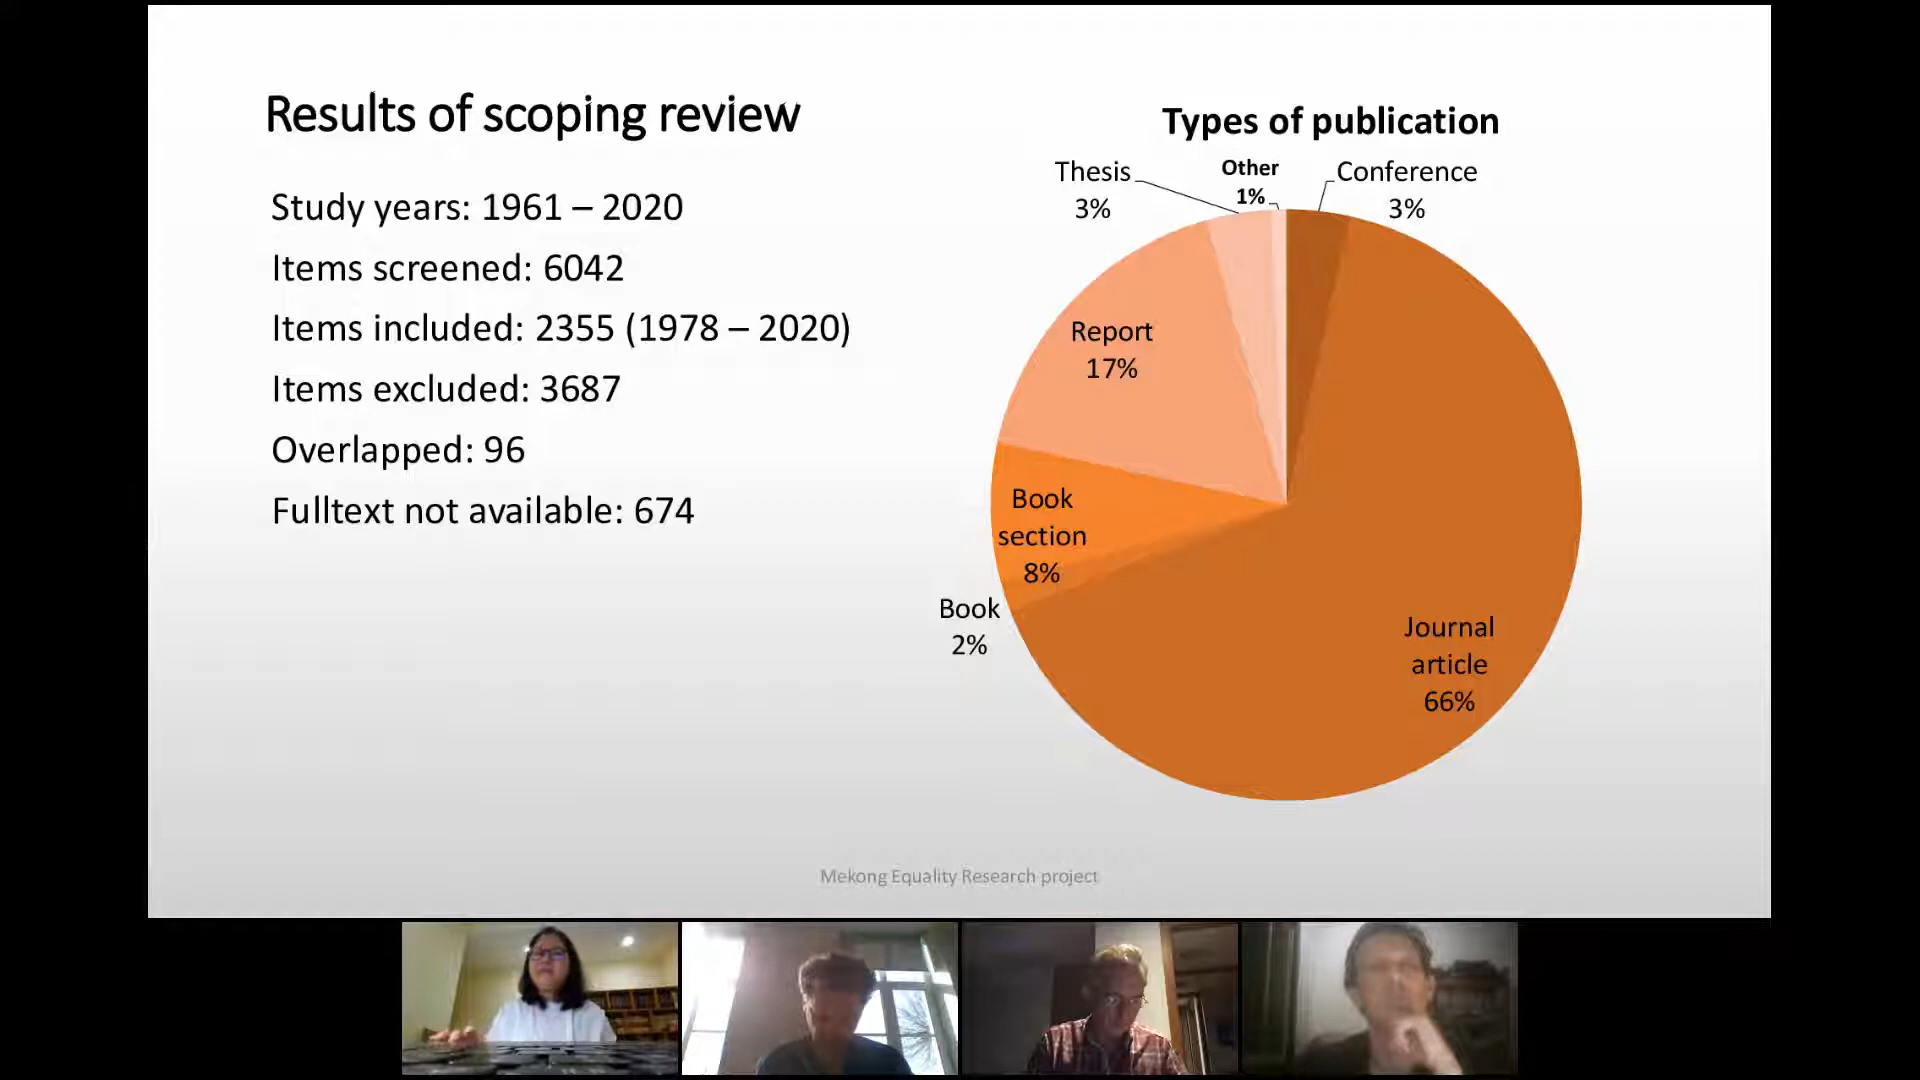 Results of scoping review
Study years: 1961 – 2020
Items screened: 6042
Items included: 2355 (1978 – 2020)
Items excluded: 3687
Overlapped: 96
Fulltext not available: 674
Types of publication
Thesis
3%
Other
1%
Conference
3%
Report
17%
Book
section
8%
Book
2%
Journal
article
66%
Mekong Equality Research project